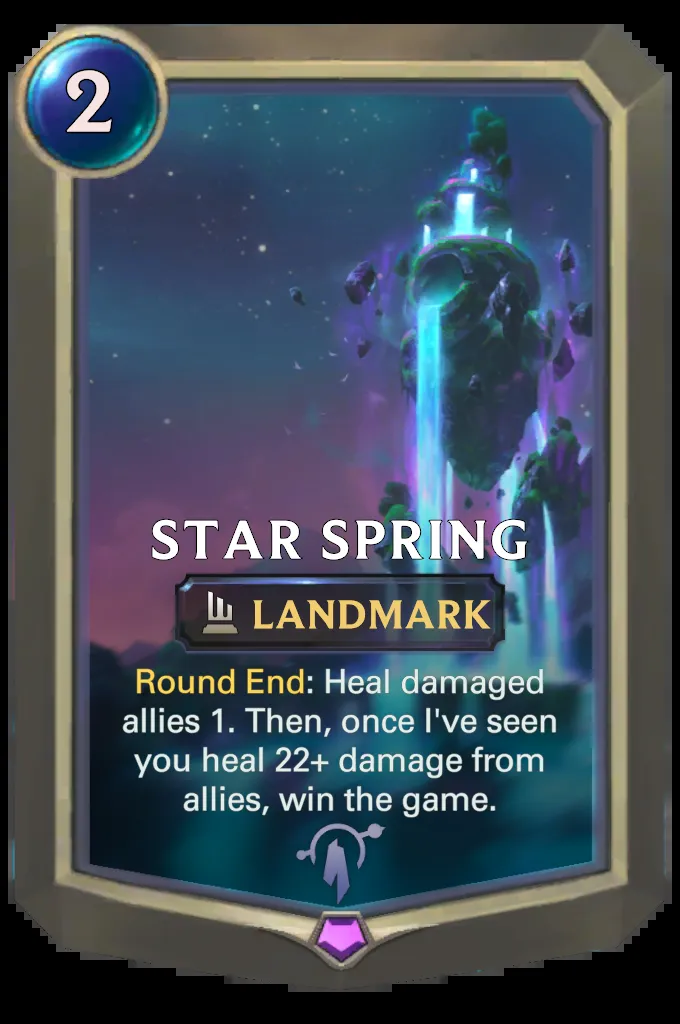 2
STAR SPRING
LANDMARK
Round End: Heal damaged
allies 1. Then, once I've seen
you heal 22+ damage from
allies, win the game.